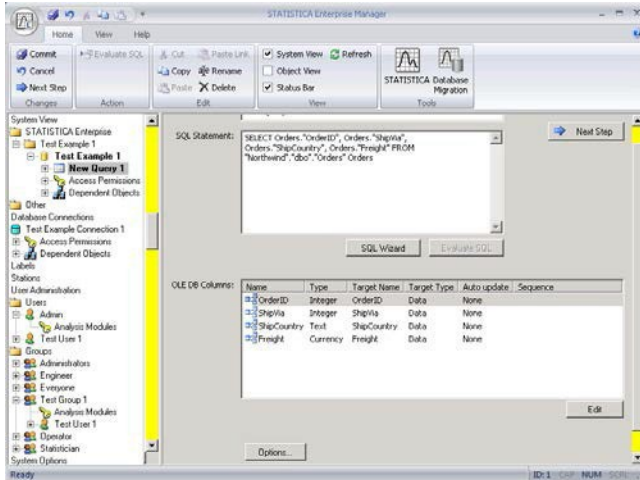 STATISTICA Enterprise Manager
Home View Help
Commit
Cancel
Next Step
Changes
Evaluate SQL
Action
Cut
Copy
Paste
Paste Link
Rename
Delete
Edit
System View
Object View
Status Bar
Refresh
View
STATISTICA
Database Migration
Tools
System View
STATISTICA Enterprise
Test Example 1
Test Example 1
New Query 1
Access Permissions
Dependent Objects
Other
Database Connections
Test Example Connection 1
Access Permissions
Dependent Objects
Labels
Stations
User Administration
Users
Admin
Analysis Modules
Test User 1
Groups
Administrators
Engineer
Everyone
Test Group 1
Analysis Modules
Test User 1
Operator
Statistician
System Options
SQL Statement:
SELECT Orders."OrderID", Orders."ShipVia",
Orders."ShipCountry", Orders."Freight" FROM
"Northwind"."dbo"."Orders" Orders
Next Step
SQL Wizard
Evaluate SQL
OLE DB Columns:
Name Type Target Name Target Type Auto update Sequence
OrderID Integer OrderID Data None
ShipVia Integer ShipVia Data None
ShipCountry Text ShipCountry Data None
Freight Currency Freight Data None
Edit
Options...
Ready
ID: 1 CAP NUM SCRL